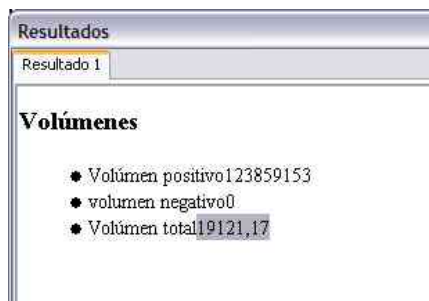 Resultados
Resultado 1
Volúmenes
Volúmen positivo123859153
volumen negativo0
Volúmen total19121,17